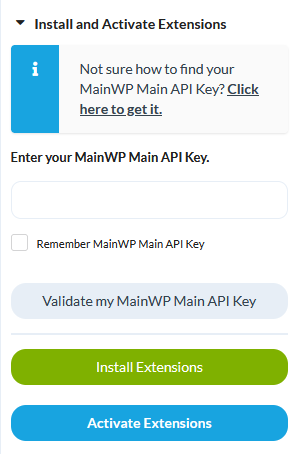 Install and Activate Extensions
Not sure how to find your
MainWP Main API Key? Click
here to get it.
Enter your MainWP Main API Key.
Remember MainWP Main API Key
Validate my MainWP Main API Key
Install Extensions
Activate Extensions